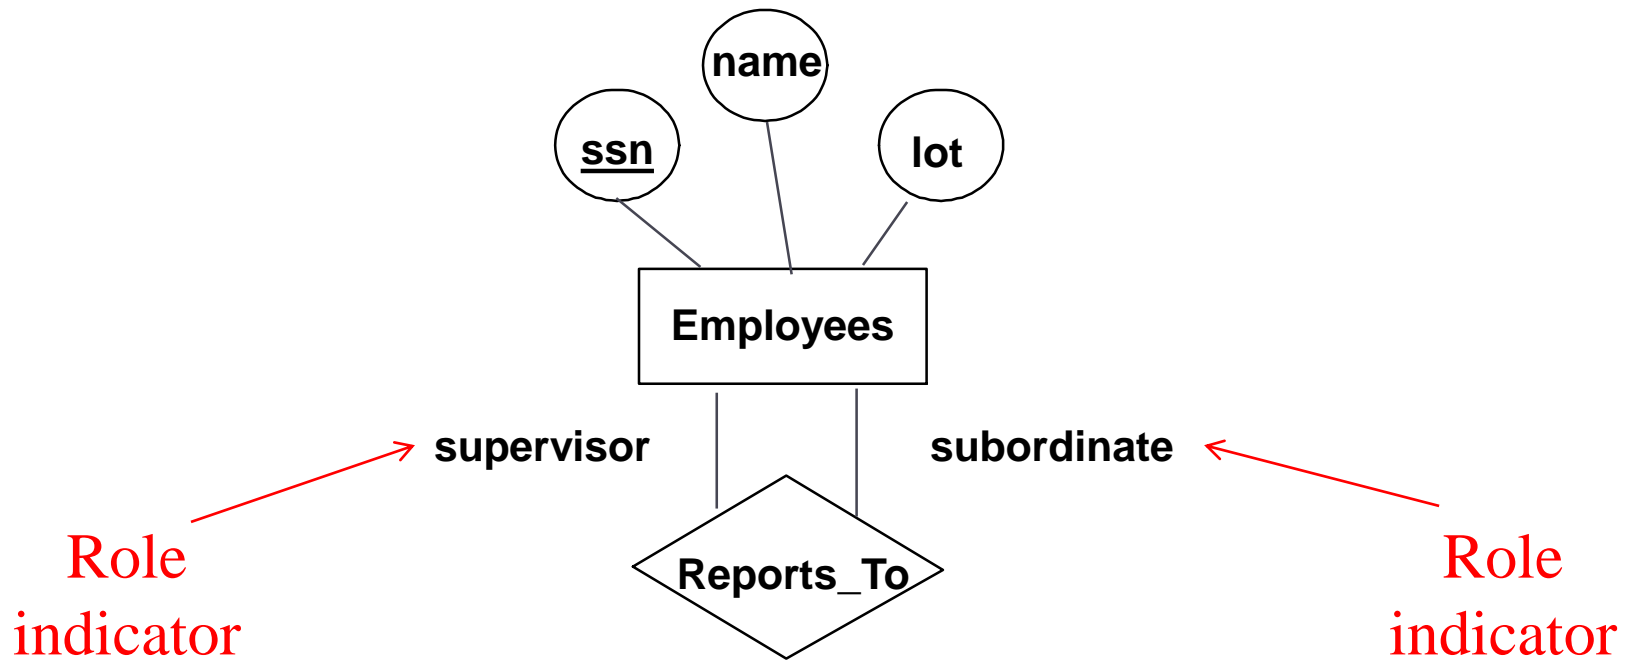 name
ssn
lot
Employees
supervisor
subordinate
Reports_To
Role
indicator
Role
indicator